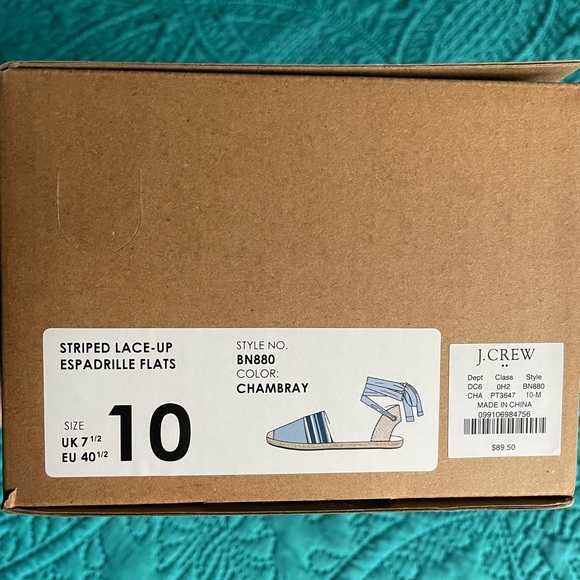 STRIPED LACE-UP
ESPADRILLE FLATS
SIZE
UK 7 1/2
EU 40 1/2
10
STYLE NO.
BN880
COLOR:
CHAMBRAY
J.CREW
Dept Class Style
DC6 0H2 BN880
CHA PT3647 10-M
MADE IN CHINA
099106984756
$89.50